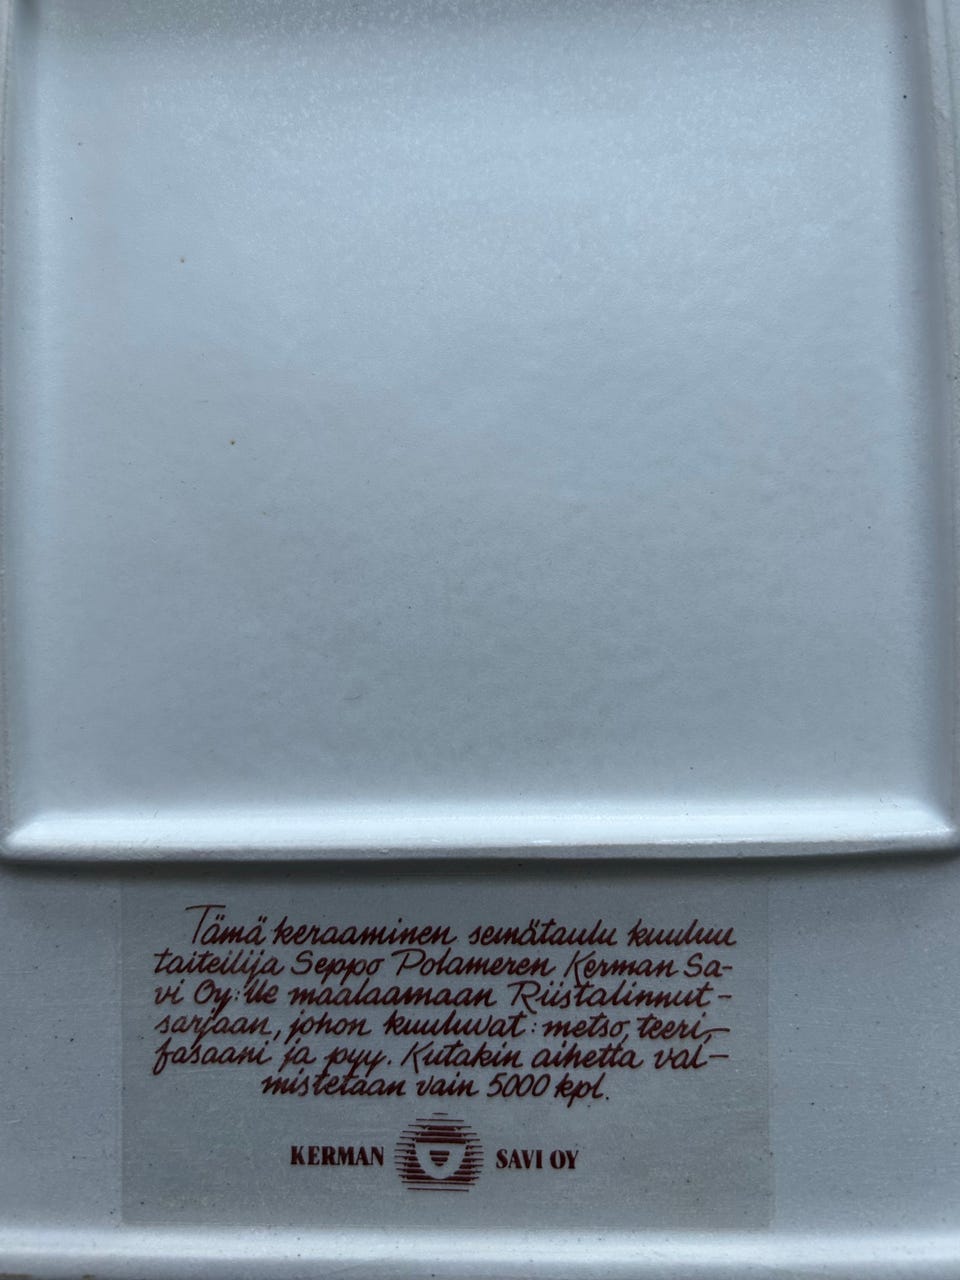 Tämä keraaminen seinätaulu kuuluu
taiteilija Seppo Polameren Kerman Sa-
vi Oy:lle maalaamaan Riistalinnut-
sarjaan, johon kuuluvat: metso, teeri,
fasaani ja pyy. Kutakin aihetta val-
mistetaan vain 5000 kpl.
KERMAN SAVI OY